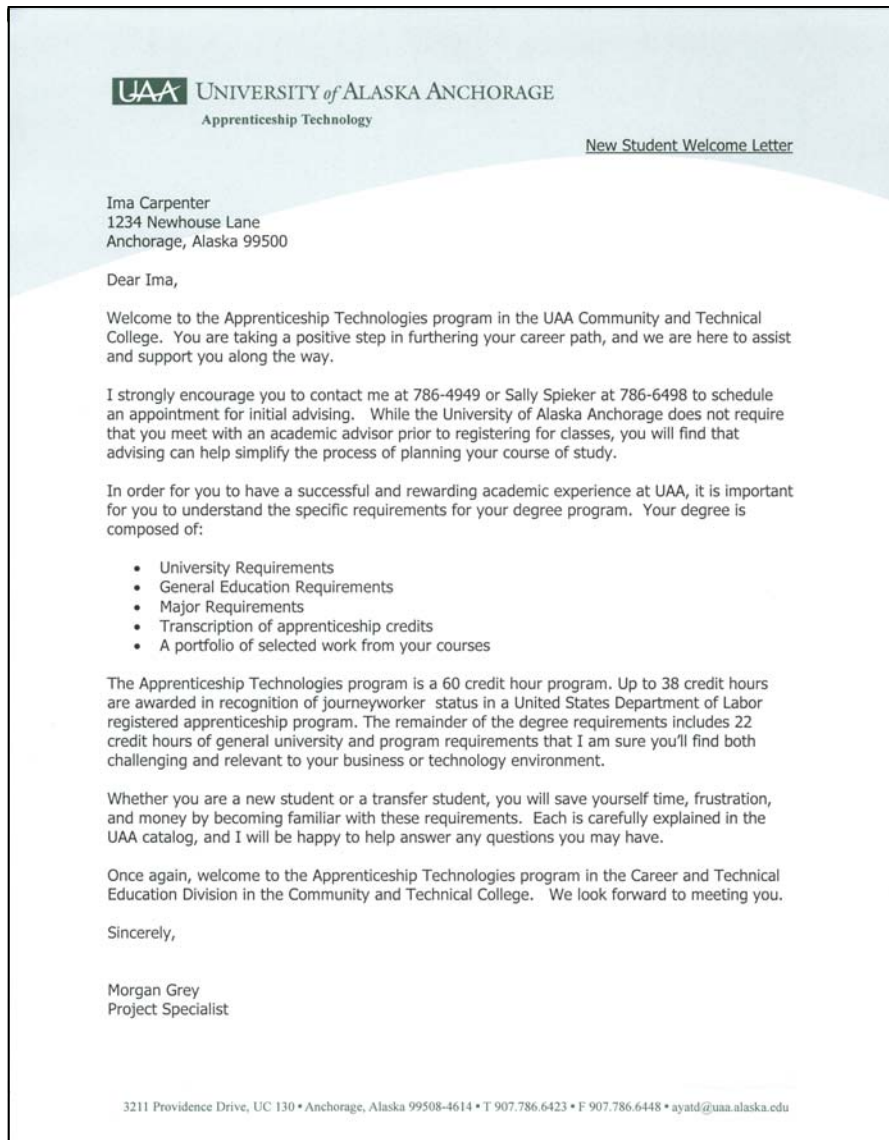 UAA UNIVERSITY of ALASKA ANCHORAGE
Apprenticeship Technology
New Student Welcome Letter
Ima Carpenter
1234 Newhouse Lane
Anchorage, Alaska 99500
Dear Ima,
Welcome to the Apprenticeship Technologies program in the UAA Community and Technical
College.  You are taking a positive step in furthering your career path, and we are here to assist
and support you along the way.
I strongly encourage you to contact me at 786-4949 or Sally Spieker at 786-6498 to schedule
an appointment for initial advising.   While the University of Alaska Anchorage does not require
that you meet with an academic advisor prior to registering for classes, you will find that
advising can help simplify the process of planning your course of study.
In order for you to have a successful and rewarding academic experience at UAA, it is important
for you to understand the specific requirements for your degree program.  Your degree is
composed of:
• University Requirements
• General Education Requirements
• Major Requirements
• Transcription of apprenticeship credits
• A portfolio of selected work from your courses
The Apprenticeship Technologies program is a 60 credit hour program. Up to 38 credit hours
are awarded in recognition of journeyworker  status in a United States Department of Labor
registered apprenticeship program. The remainder of the degree requirements includes 22
credit hours of general university and program requirements that I am sure you'll find both
challenging and relevant to your business or technology environment.
Whether you are a new student or a transfer student, you will save yourself time, frustration,
and money by becoming familiar with these requirements.  Each is carefully explained in the
UAA catalog, and I will be happy to help answer any questions you may have.
Once again, welcome to the Apprenticeship Technologies program in the Career and Technical
Education Division in the Community and Technical College.   We look forward to meeting you.
Sincerely,
Morgan Grey
Project Specialist
3211 Providence Drive, UC 130 • Anchorage, Alaska 99508-4614 • T 907.786.6423 • F 907.786.6448 • ayatd@uaa.alaska.edu